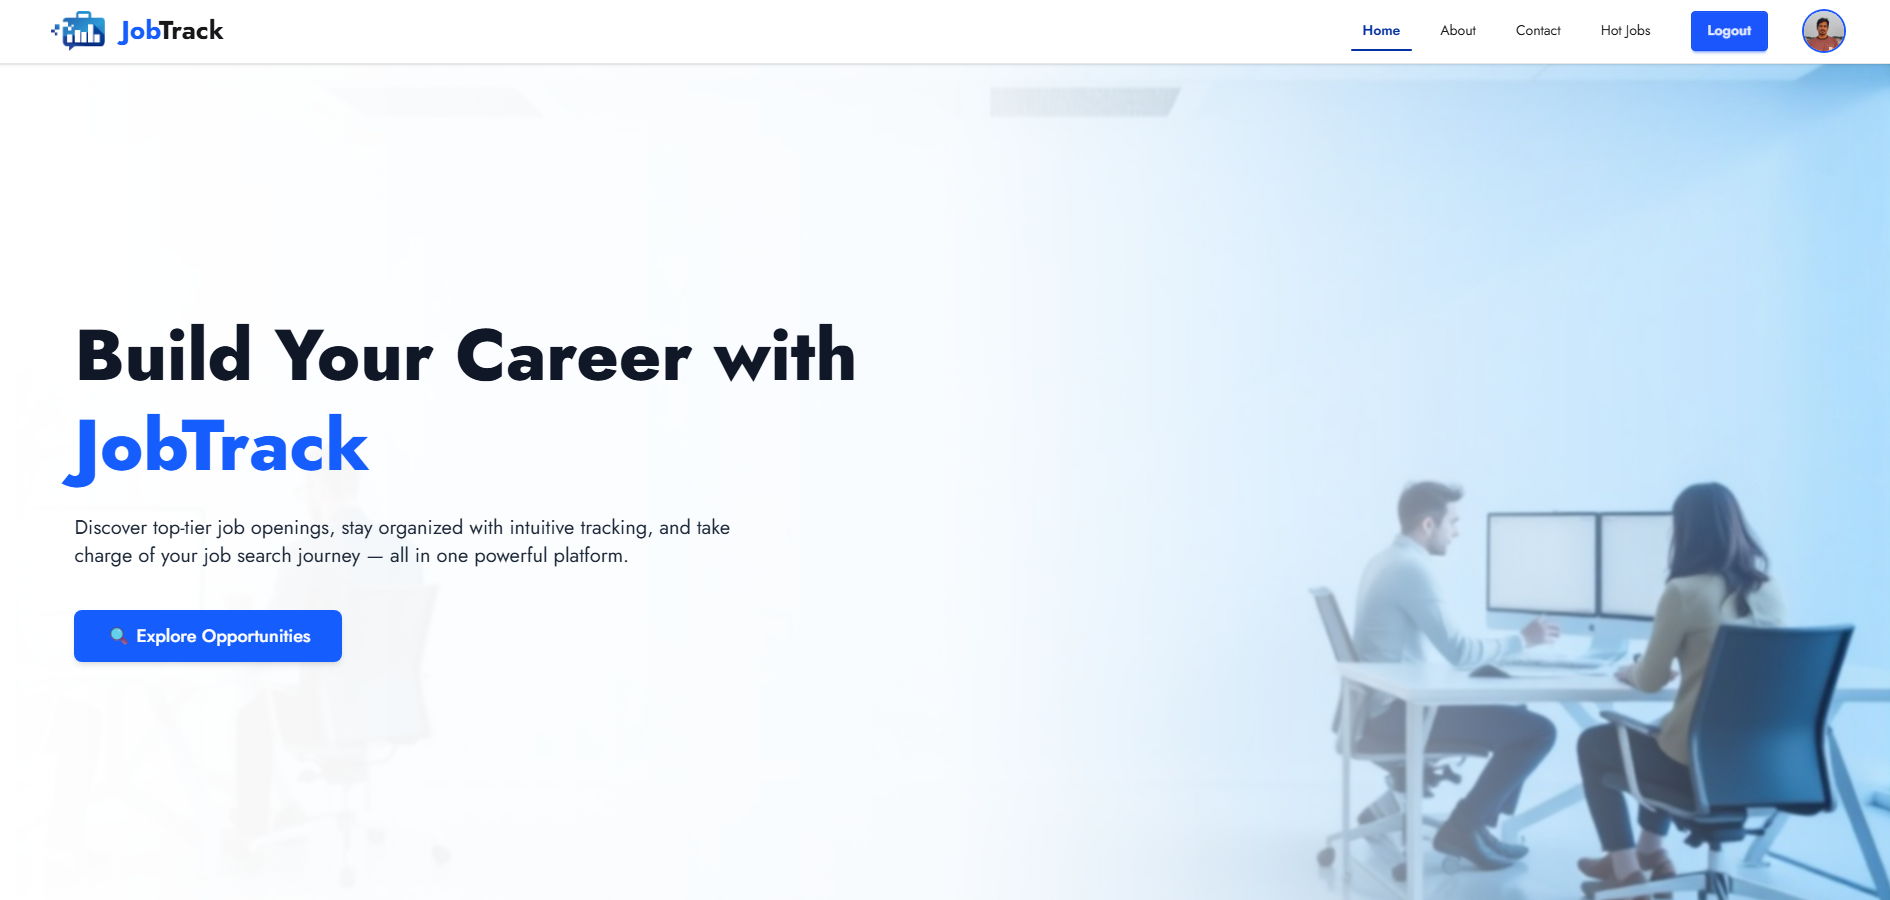 JobTrack
Home
About
Contact
Hot Jobs
Logout
Build Your Career with
JobTrack
Discover top-tier job openings, stay organized with intuitive tracking, and take
charge of your job search journey — all in one powerful platform.
🔍 Explore Opportunities